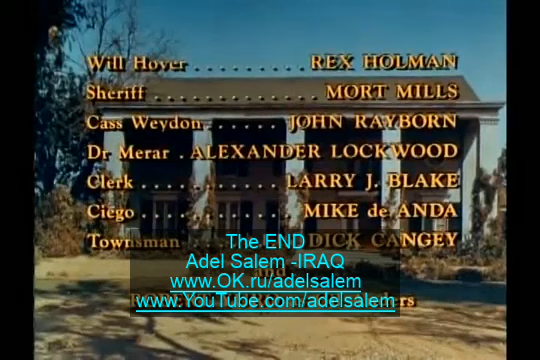 Will Hover . . . . . . . . . REX HOLMAN
Sheriff . . . . . . . . . . . . . . MORT MILLS
Cass Weydon . . . . . . JOHN RAYBORN
Dr Merar . ALEXANDER LOCKWOOD
Clerk . . . . . . . . . . . . LARRY J. BLAKE
Ciego . . . . . . . . . . . . MIKE de ANDA
Townsman . . . . . . . . DICK CANGEY
The END
Adel Salem -IRAQ
and
www.OK.ru/adelsalem
www.YouTube.com/adelsalem